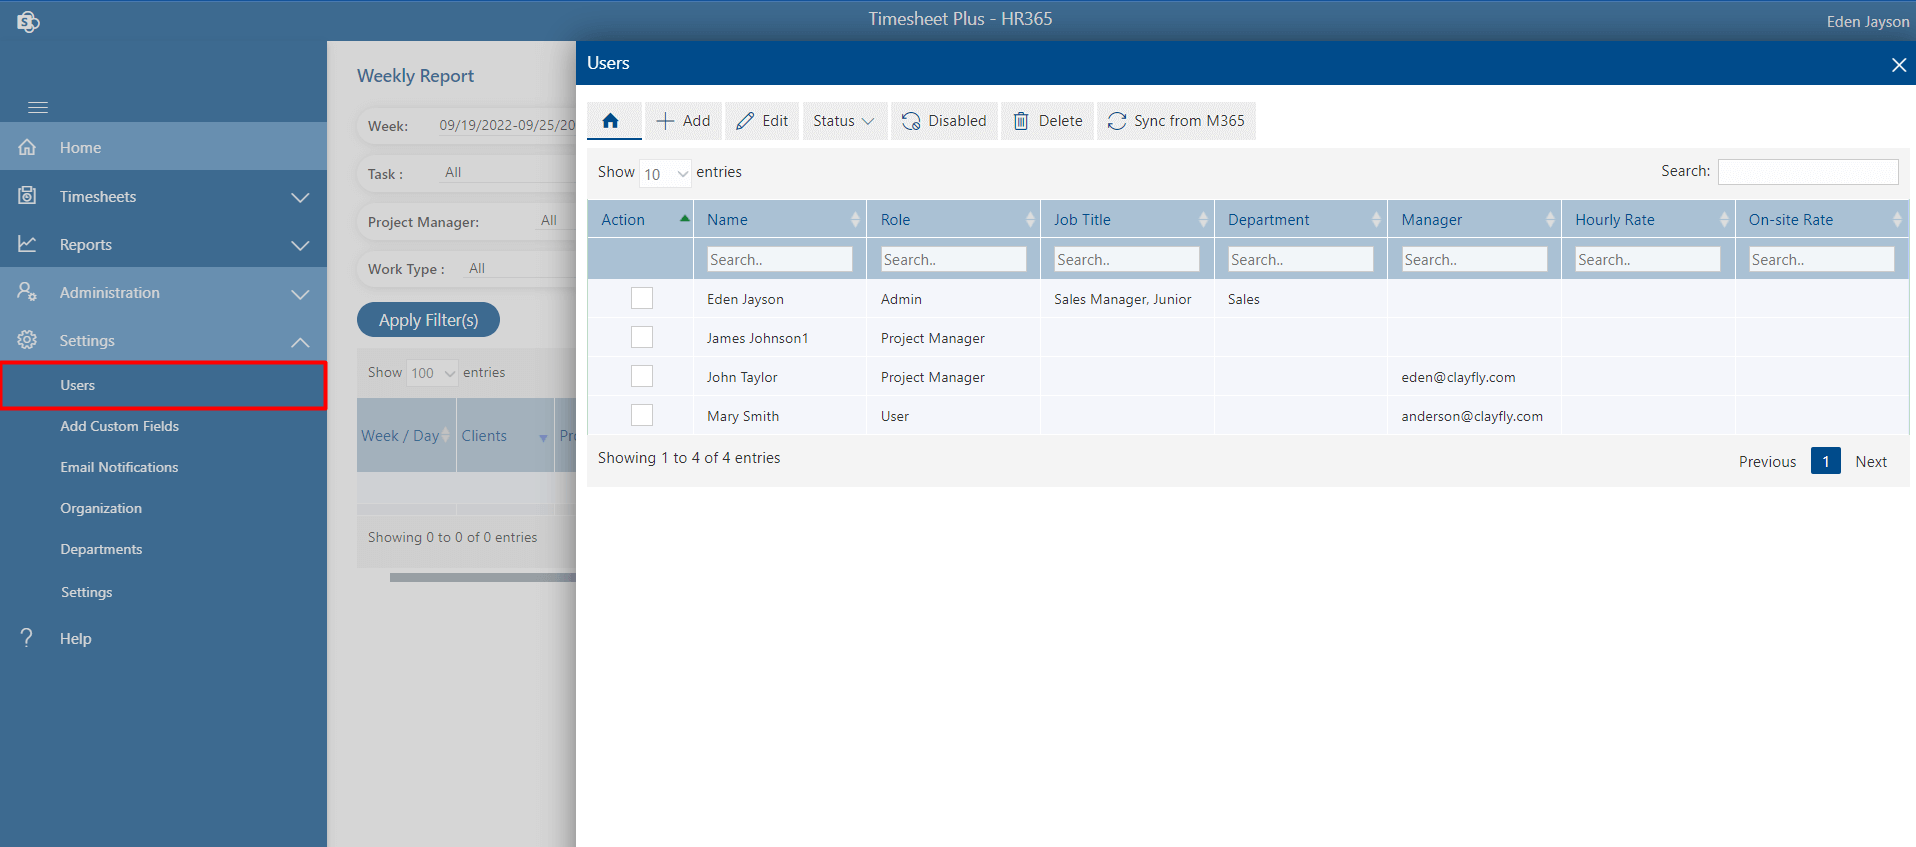 Timesheet Plus - HR365
Eden Jayson
Home
Timesheets
Reports
Administration
Settings
Users
Add Custom Fields
Email Notifications
Organization
Departments
Settings
? Help
Weekly Report
Week: 09/19/2022-09/25/20
Task : All
Project Manager: All
Work Type : All
Apply Filter(s)
Show 100 entries
Week / Day Clients Pr
Showing 0 to 0 of 0 entries
Users
Add Edit Status Disabled Delete Sync from M365
Show 10 entries Search:
Action Name Role Job Title Department Manager Hourly Rate On-site Rate
Search.. Search.. Search.. Search.. Search.. Search.. Search..
Eden Jayson Admin Sales Manager, Junior Sales
James Johnson1 Project Manager
John Taylor Project Manager eden@clayfly.com
Mary Smith User anderson@clayfly.com
Showing 1 to 4 of 4 entries
Previous 1 Next